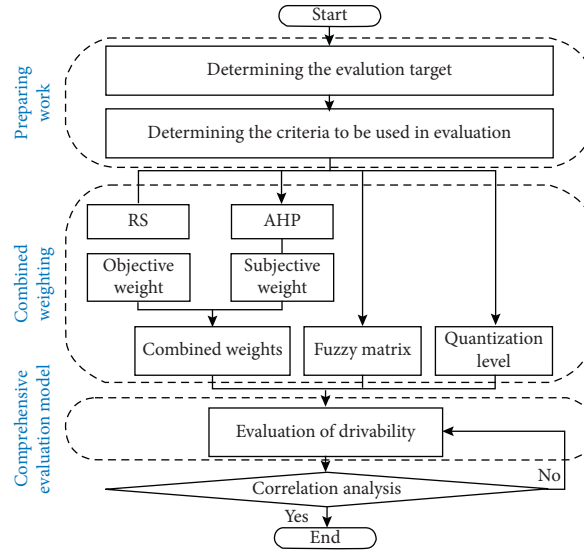 Start
Preparing
work
Determining the evalution target
Determining the criteria to be used in evaluation
Combined
weighting
RS
AHP
Objective
weight
Subjective
weight
Combined weights
Fuzzy matrix
Quantization
level
Comprehensive
evaluation model
Evaluation of drivability
Correlation analysis
No
Yes
End